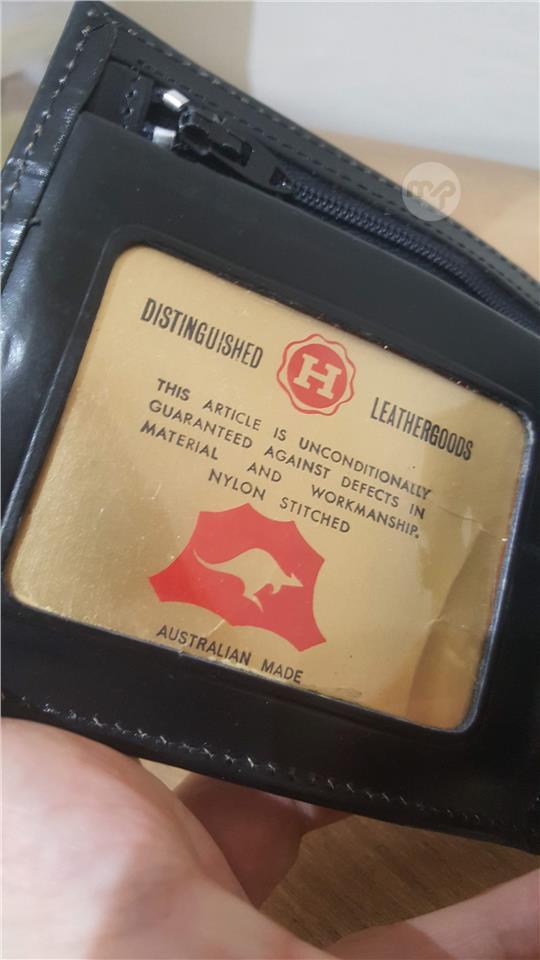 DISTINGUISHED H LEATHERGOODS
THIS ARTICLE IS UNCONDITIONALLY
GUARANTEED AGAINST DEFECTS IN
MATERIAL AND WORKMANSHIP.
NYLON STITCHED
AUSTRALIAN MADE